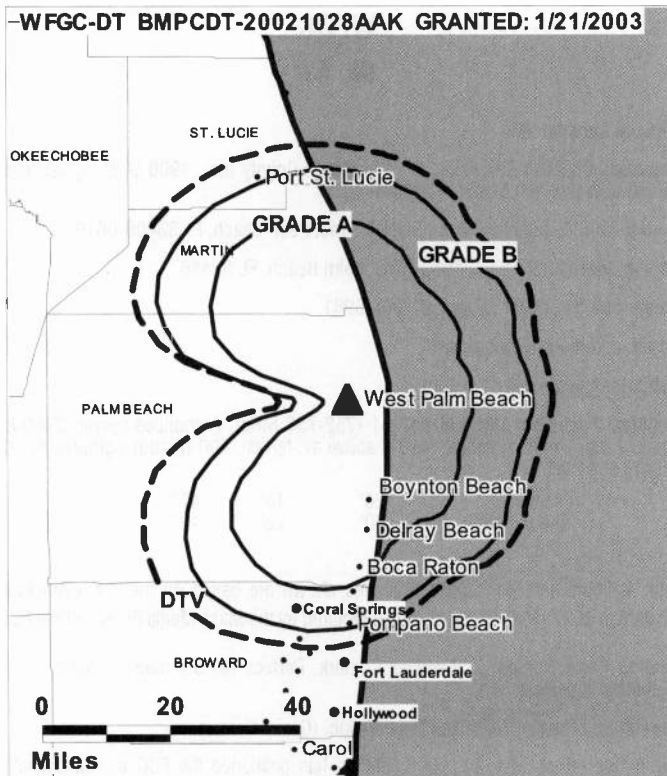 WFGC-DT BMPCDT-20021028AAK GRANTED: 1/21/2003
ST. LUCIE
OKEECHOBEE
Port St. Lucie
GRADE A
GRADE B
MARTIN
West Palm Beach
PALM BEACH
Boynton Beach
Delray Beach
Boca Raton
DTV
Coral Springs
Pompano Beach
BROWARD
Fort Lauderdale
0 20 40
Hollywood
Carol
Miles